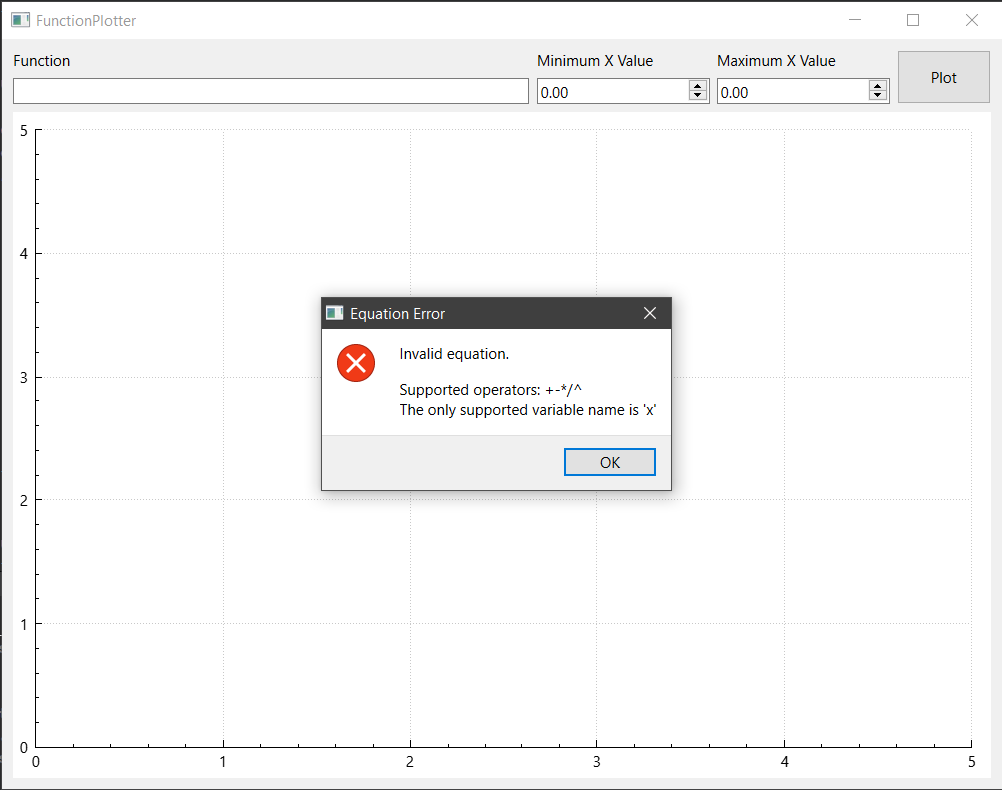 FunctionPlotter
Function
Minimum X Value
Maximum X Value
0.00
0.00
Plot
5
4
3
2
1
0
0
1
2
3
4
5
Equation Error
Invalid equation.
Supported operators: +-*/^
The only supported variable name is 'x'
OK